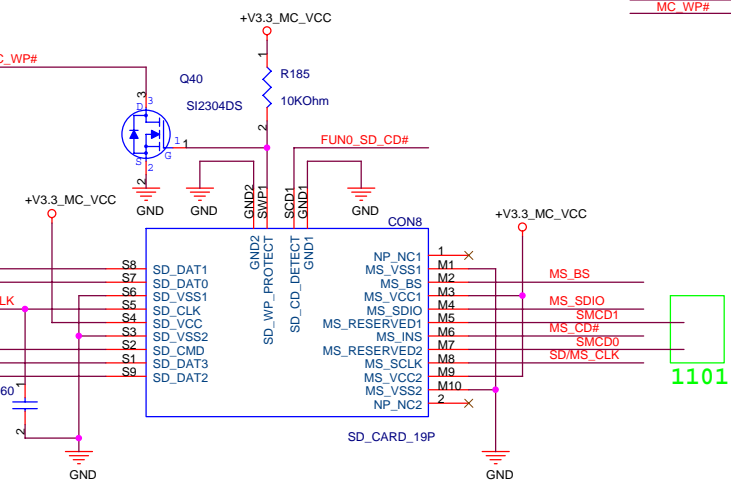 MC_WP#
+V3.3_MC_VCC
C_WP#
1
Q40
R185
SI2304DS
10KOhm
3
3
D
1
1
G
S
2
2
2
FUN0_SD_CD#
GND
GND
GND
+V3.3_MC_VCC
+V3.3_MC_VCC
GND2
SWP1
SCD1
GND1
CON8
GND2
SD_WP_PROTECT
SD_CD_DETECT
GND1
NP_NC1 1
S8 SD_DAT1 MS_VSS1 M1
S7 SD_DAT0 MS_BS M2 MS_BS
S6 SD_VSS1 MS_VCC1 M3
LK S5 SD_CLK MS_SDIO M4 MS_SDIO
S4 SD_VCC MS_RESERVED1 M5 SMCD1
S3 SD_VSS2 MS_INS M6 MS_CD#
S2 SD_CMD MS_RESERVED2 M7 SMCD0
S1 SD_DAT3 MS_SCLK M8 SD/MS_CLK
S9 SD_DAT2 MS_VCC2 M9
MS_VSS2 M10
NP_NC2 2
1101
60
1
2
SD_CARD_19P
GND
GND